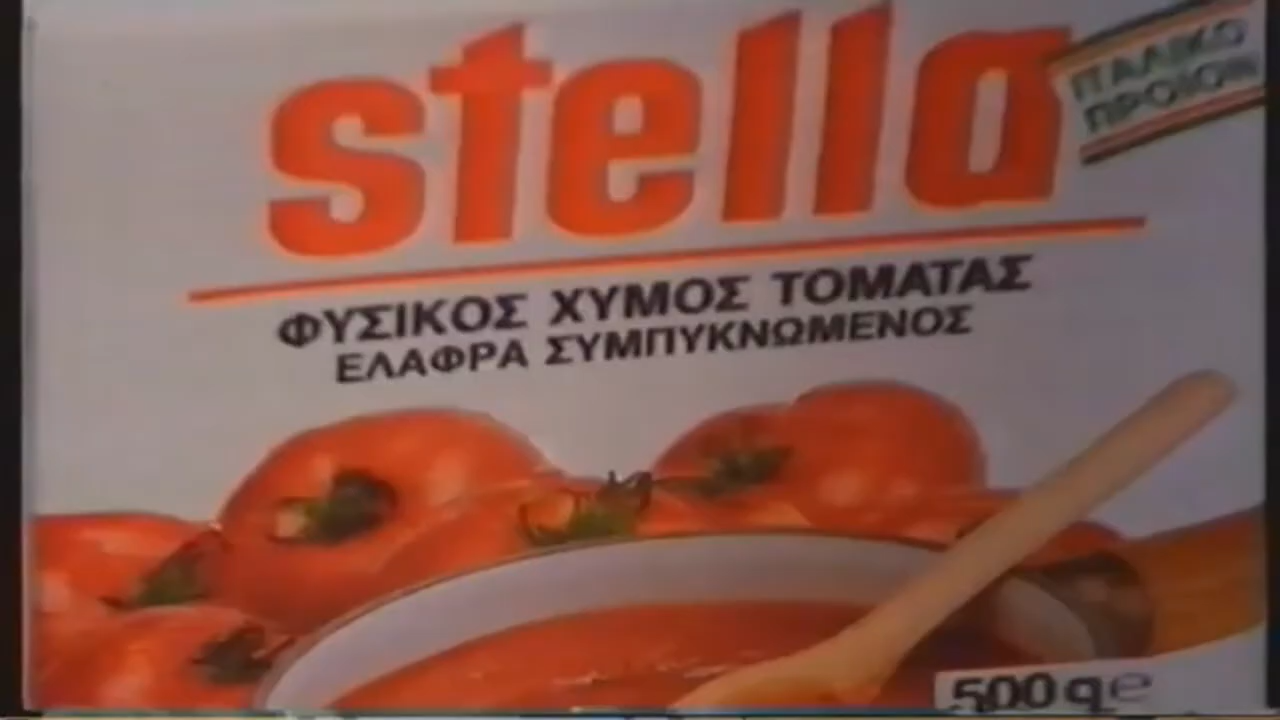 stella
ΙΤΑΛΙΚΟ
ΠΡΟΙΟΝ
ΦΥΣΙΚΟΣ ΧΥΜΟΣ ΤΟΜΑΤΑΣ
ΕΛΑΦΡΑ ΣΥΜΠΥΚΝΩΜΕΝΟΣ
500g℮